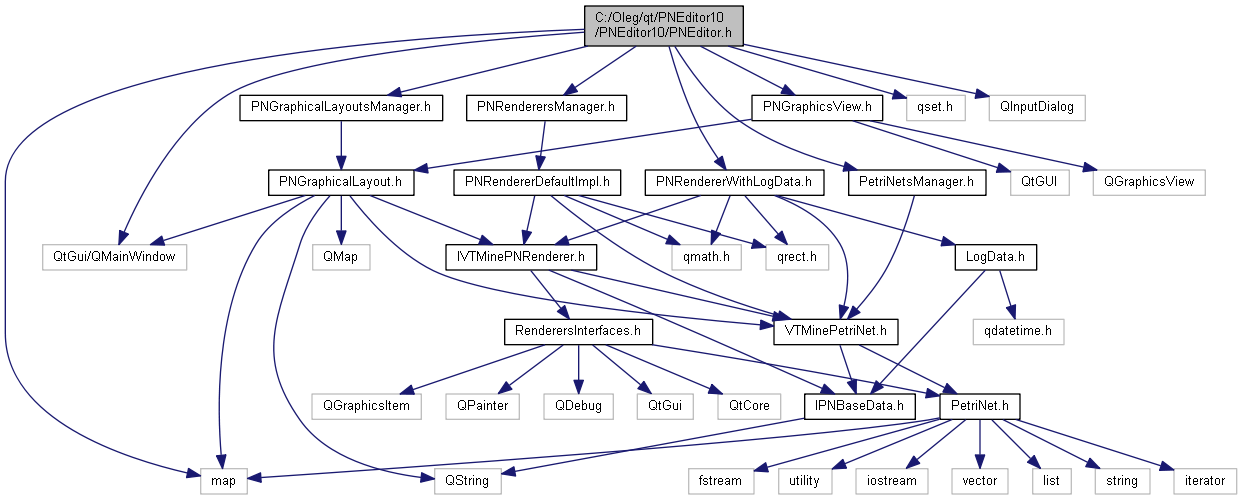 C:/Oleg/qt/PNEditor10
/PNEditor10/PNEditor.h
PNGraphicalLayoutsManager.h
PNRenderersManager.h
PNGraphicsView.h
qset.h
QInputDialog
PNGraphicalLayout.h
PNRendererDefaultImpl.h
PNRendererWithLogData.h
PetriNetsManager.h
QtGUI
QGraphicsView
QtGui/QMainWindow
QMap
IVTMinePNRenderer.h
qmath.h
qrect.h
LogData.h
RenderersInterfaces.h
VTMinePetriNet.h
qdatetime.h
QGraphicsItem
QPainter
QDebug
QtGui
QtCore
IPNBaseData.h
PetriNet.h
map
QString
fstream
utility
iostream
vector
list
string
iterator